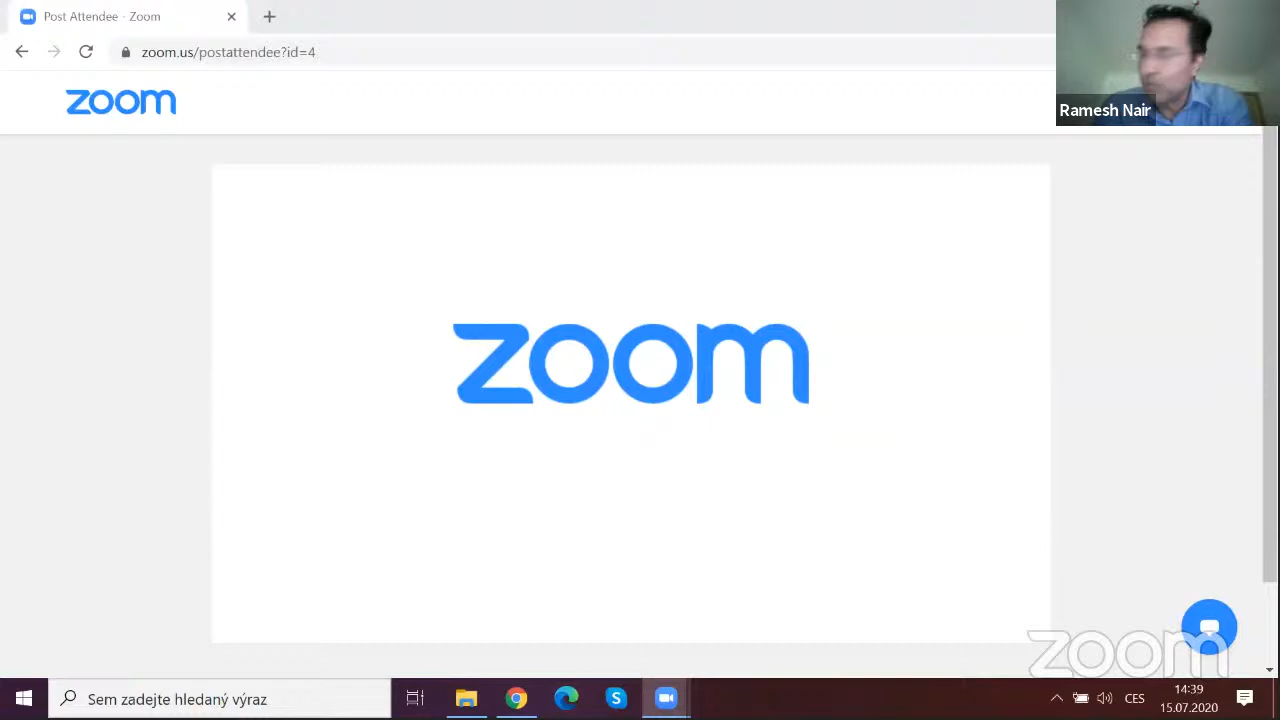 Post Attendee - Zoom
zoom.us/postattendee?id=4
zoom
Ramesh Nair
zoom
zoom
Sem zadejte hledaný výraz
CES
14:39
15.07.2020